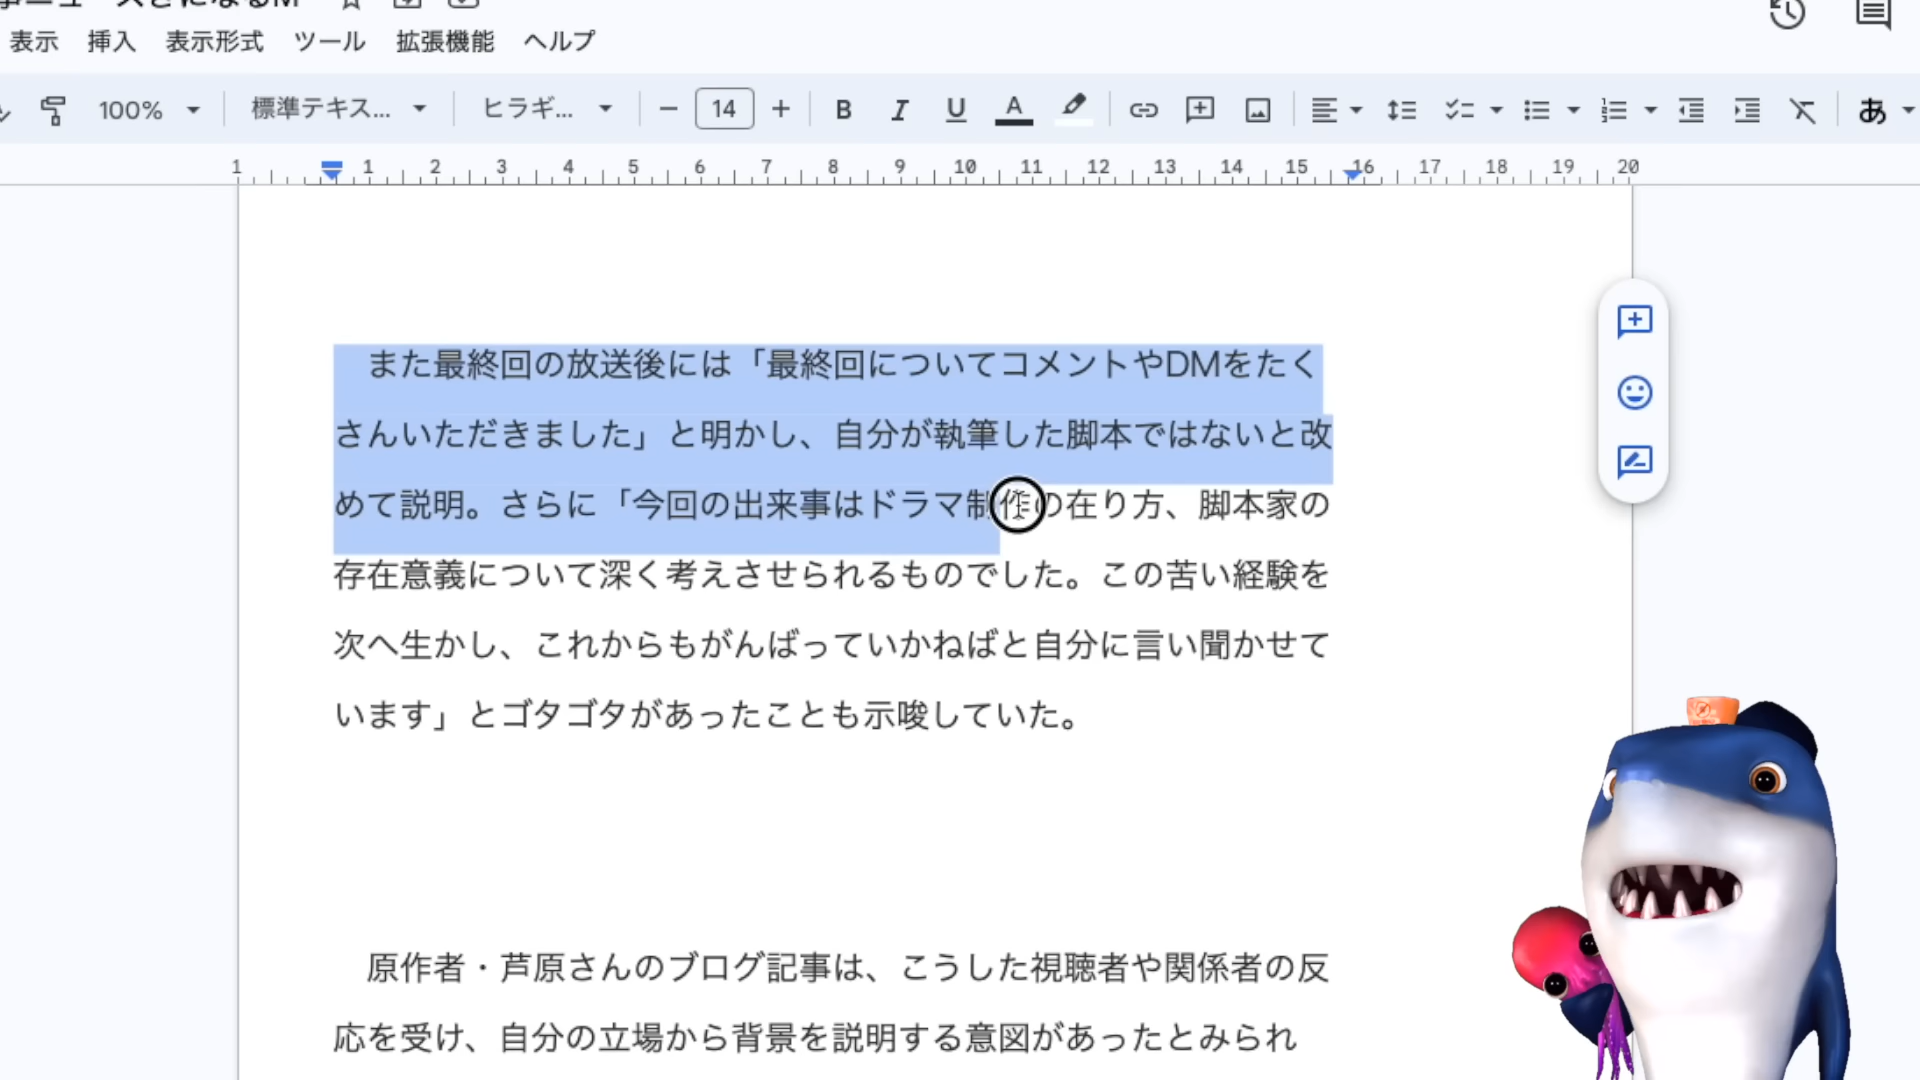 表示 挿入 表示形式 ツール 拡張機能 ヘルプ
100% 標準テキス... ヒラギ... 14 B I U A あ
1 1 2 3 4 5 6 7 8 9 10 11 12 13 14 15 16 17 18 19 20
また最終回の放送後には「最終回についてコメントやDMをたく
さんいただきました」と明かし、自分が執筆した脚本ではないと改
めて説明。さらに「今回の出来事はドラマ制作の在り方、脚本家の
存在意義について深く考えさせられるものでした。この苦い経験を
次へ生かし、これからもがんばっていかねばと自分に言い聞かせて
います」とゴタゴタがあったことも示唆していた。
原作者・芦原さんのブログ記事は、こうした視聴者や関係者の反
応を受け、自分の立場から背景を説明する意図があったとみられ